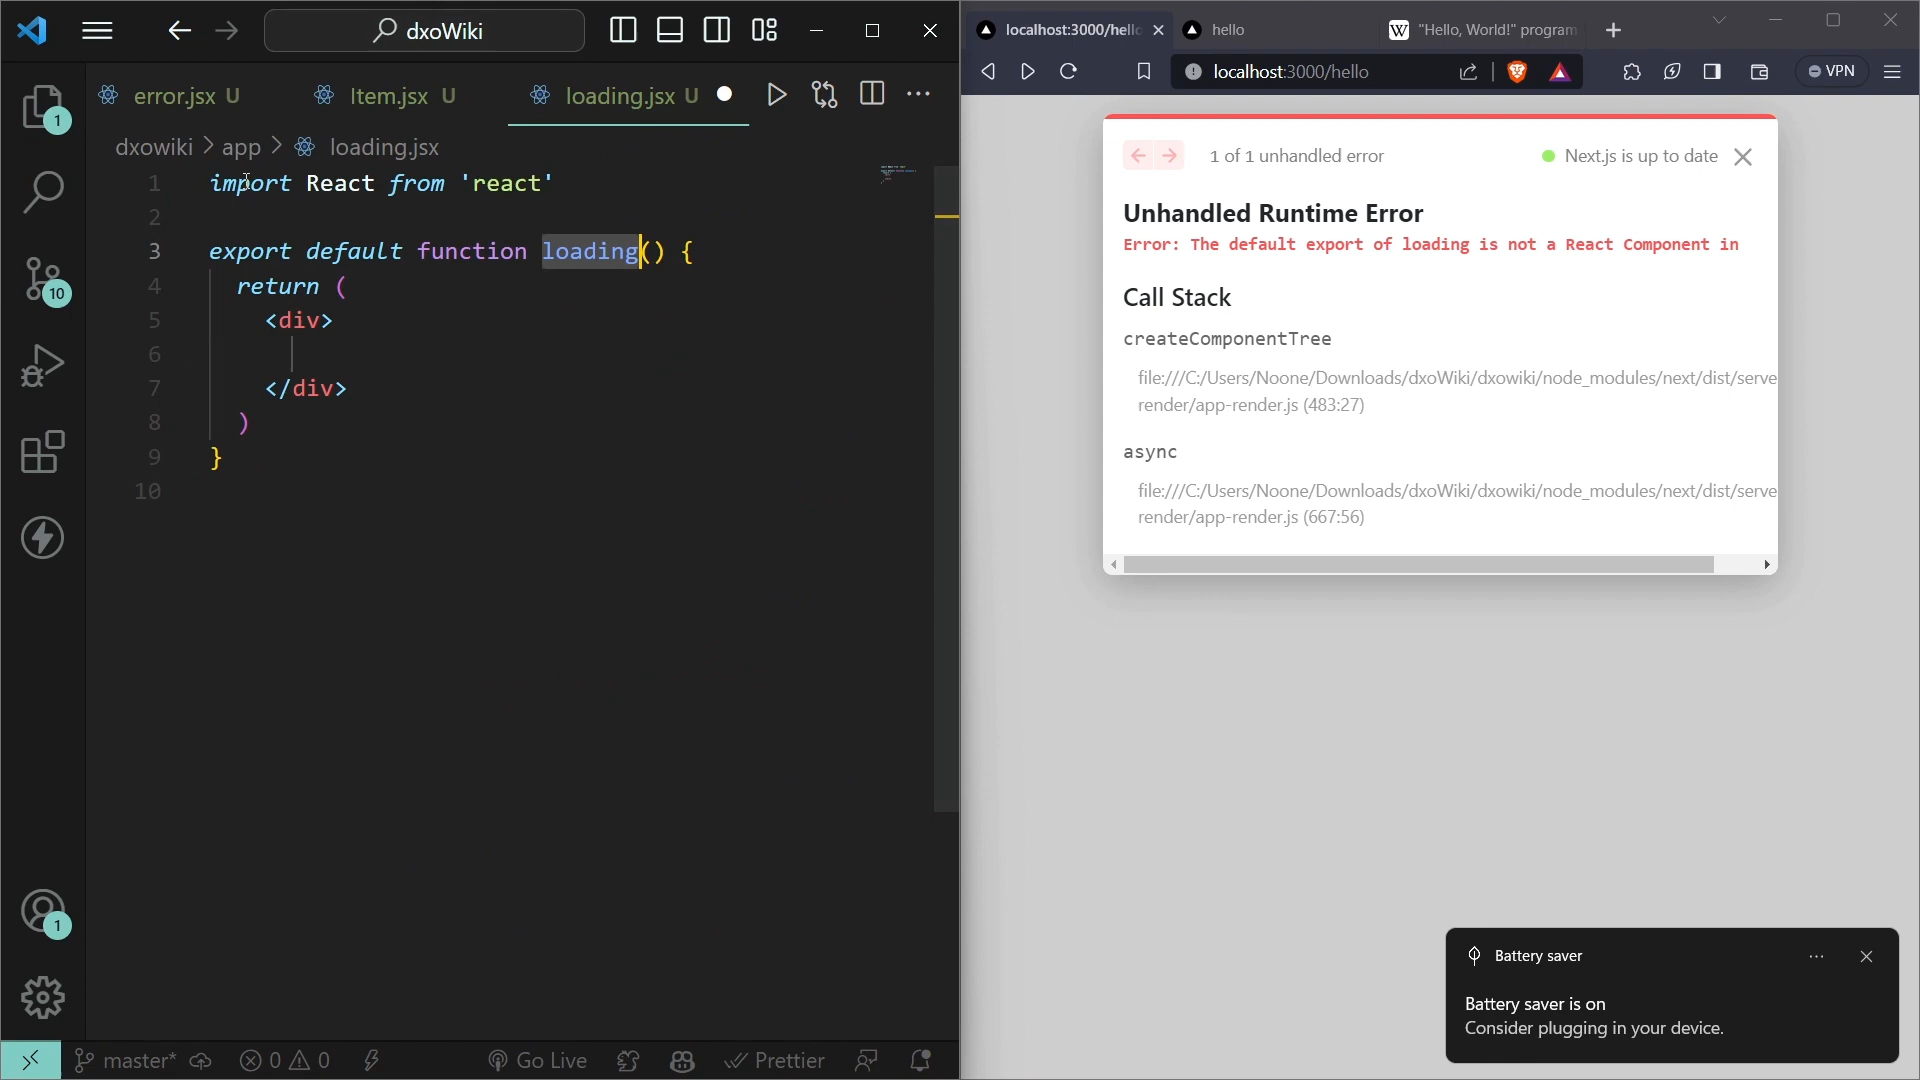 dxoWiki
error.jsx U
Item.jsx U
loading.jsx U
dxowiki > app > loading.jsx
1 import React from 'react'
2
3 export default function loading() {
4 return (
5 <div>
6
7 </div>
8 )
9 }
10
1
10
1
master*
0 0
Go Live
Prettier
localhost:3000/hello
hello
"Hello, World!" program
localhost:3000/hello
VPN
1 of 1 unhandled error
Next.js is up to date
Unhandled Runtime Error
Error: The default export of loading is not a React Component in
Call Stack
createComponentTree
file:///C:/Users/Noone/Downloads/dxoWiki/dxowiki/node_modules/next/dist/serve
render/app-render.js (483:27)
async
file:///C:/Users/Noone/Downloads/dxoWiki/dxowiki/node_modules/next/dist/serve
render/app-render.js (667:56)
Battery saver
Battery saver is on
Consider plugging in your device.